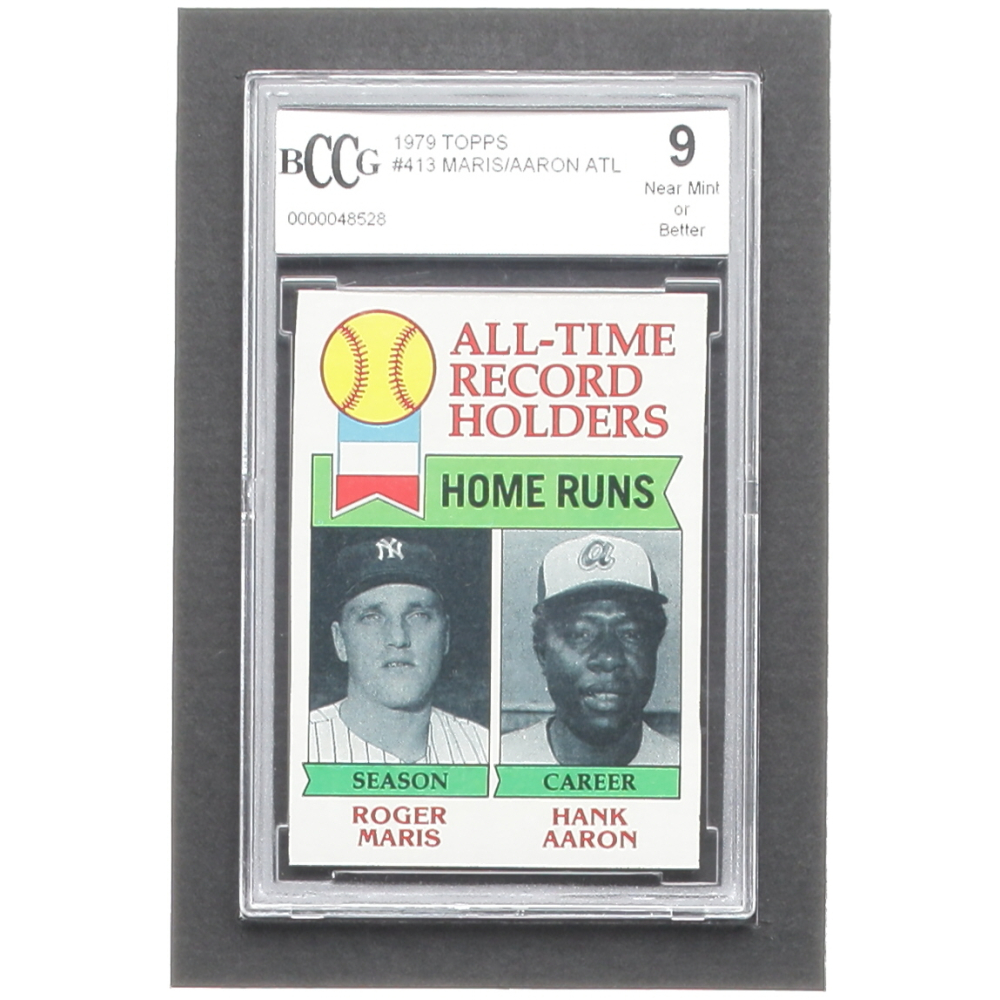 BCCG
1979 TOPPS
#413 MARIS/AARON ATL
0000048528
9
Near Mint
or
Better
ALL-TIME
RECORD
HOLDERS
HOME RUNS
NY
a
SEASON
CAREER
ROGER
MARIS
HANK
AARON